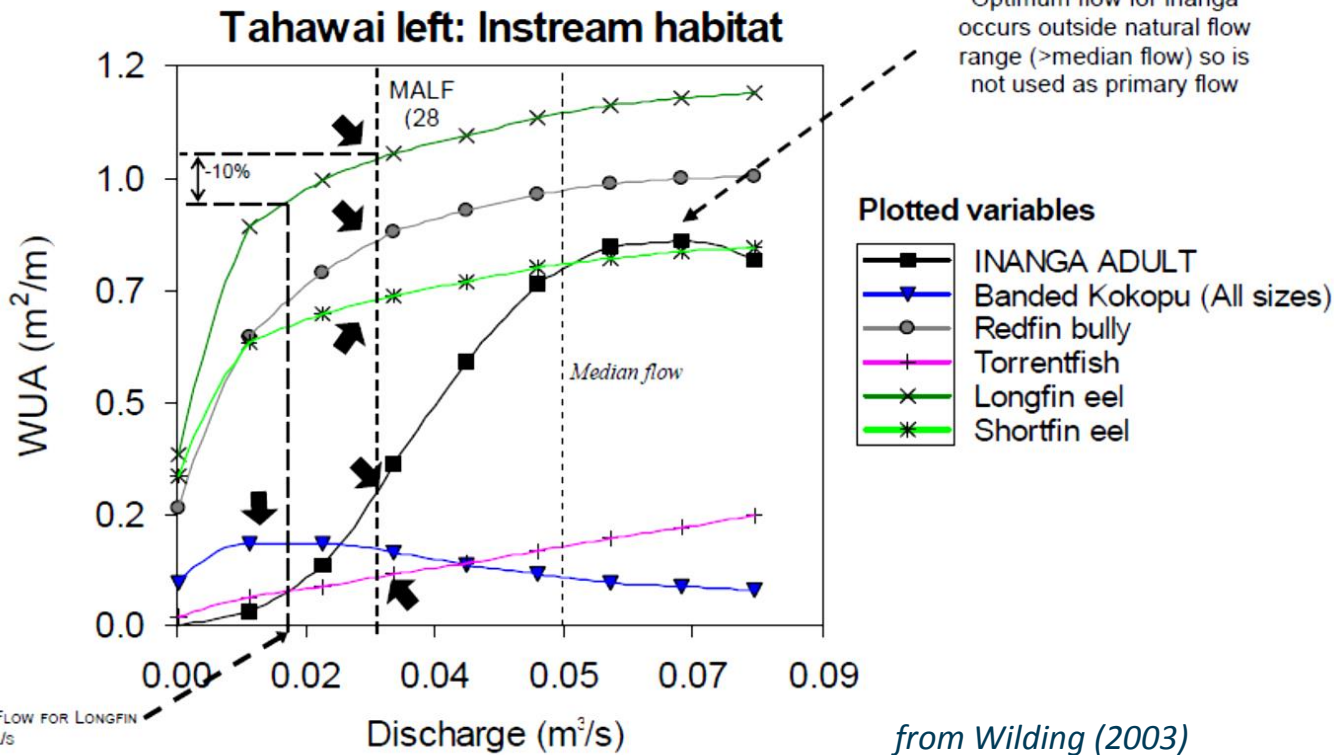 Optimum flow for inanga
occurs outside natural flow
range (>median flow) so is
not used as primary flow
Tahawai left: Instream habitat
1.2
1.0
0.7
0.5
0.2
0.0
WUA (m²/m)
MALF
(28
-10%
Median flow
0.00
0.02
0.04
0.05
0.07
0.09
Discharge (m³/s)
FLOW FOR LONGFIN
/s
Plotted variables
INANGA ADULT
Banded Kokopu (All sizes)
Redfin bully
Torrentfish
Longfin eel
Shortfin eel
from Wilding (2003)